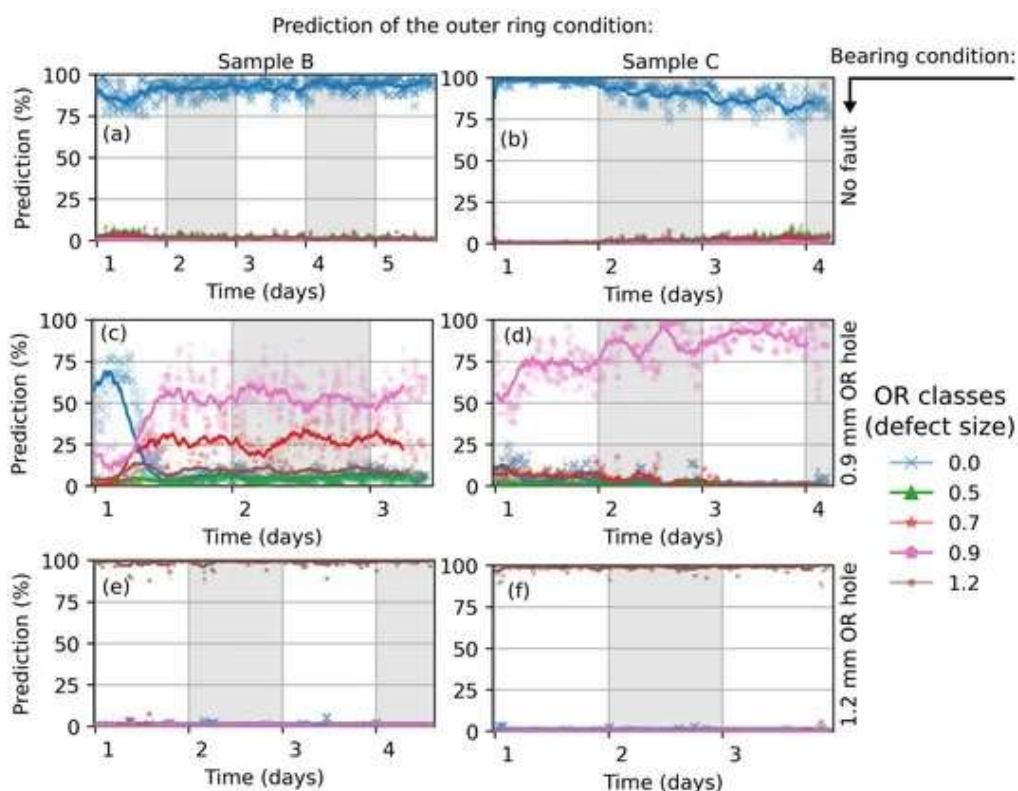 Prediction of the outer ring condition:
Sample B
Sample C
Bearing condition:
Prediction (%)
100
75
50
25
0
(a)
1 2 3 4 5
Time (days)
100
75
50
25
0
(b)
1 2 3 4
Time (days)
No fault
Prediction (%)
100
75
50
25
0
(c)
1 2 3
Time (days)
100
75
50
25
0
(d)
1 2 3 4
Time (days)
0.9 mm OR hole
Prediction (%)
100
75
50
25
0
(e)
1 2 3 4
Time (days)
100
75
50
25
0
(f)
1 2 3
Time (days)
1.2 mm OR hole
OR classes
(defect size)
0.0
0.5
0.7
0.9
1.2